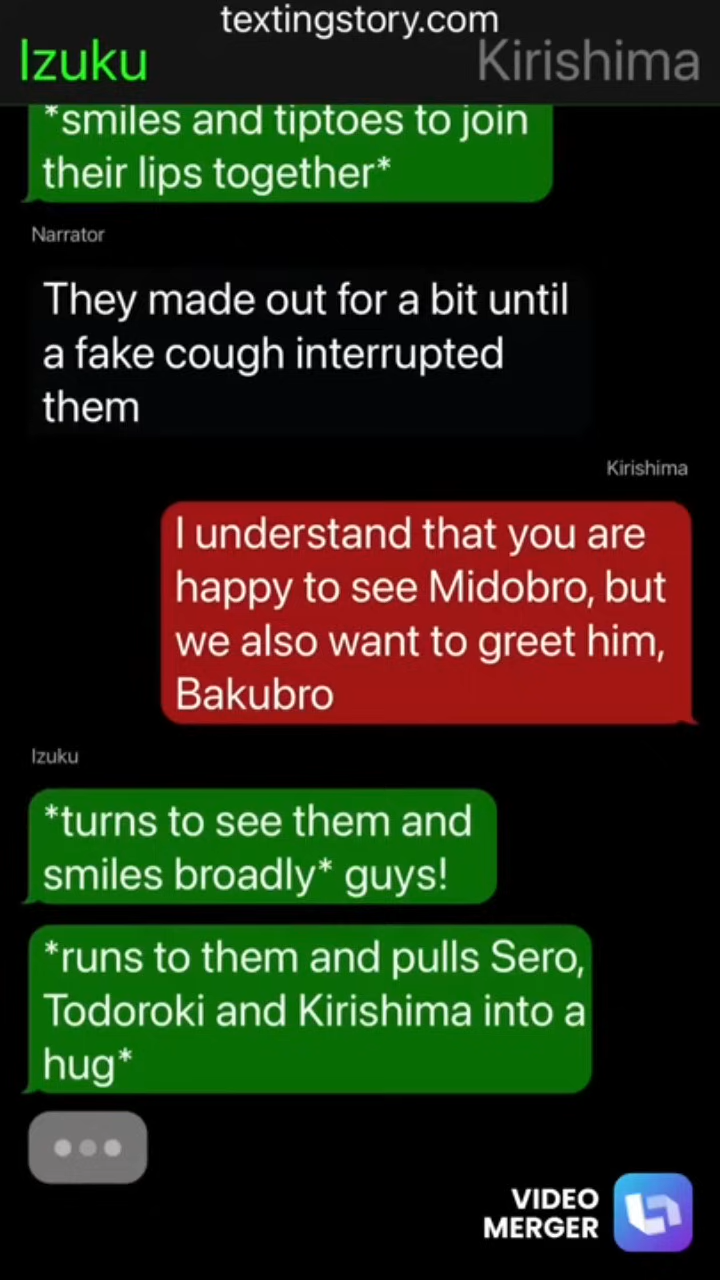 textingstory.com
Izuku
Kirishima
*smiles and tiptoes to join
their lips together*
Narrator
They made out for a bit until
a fake cough interrupted
them
Kirishima
I understand that you are
happy to see Midobro, but
we also want to greet him,
Bakubro
Izuku
*turns to see them and
smiles broadly* guys!
*runs to them and pulls Sero,
Todoroki and Kirishima into a
hug*
VIDEO
MERGER